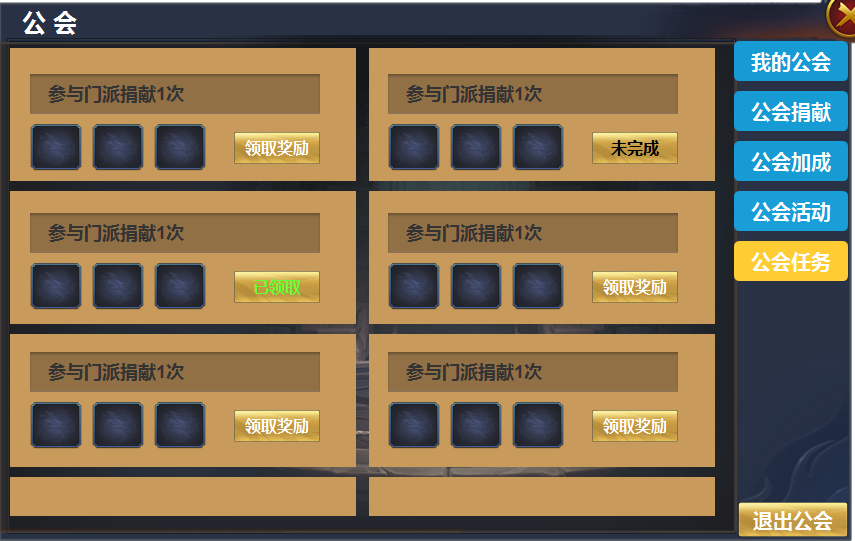 公会
参与门派捐献1次
领取奖励
参与门派捐献1次
未完成
参与门派捐献1次
已领取
参与门派捐献1次
领取奖励
参与门派捐献1次
领取奖励
参与门派捐献1次
领取奖励
我的公会
公会捐献
公会加成
公会活动
公会任务
退出公会